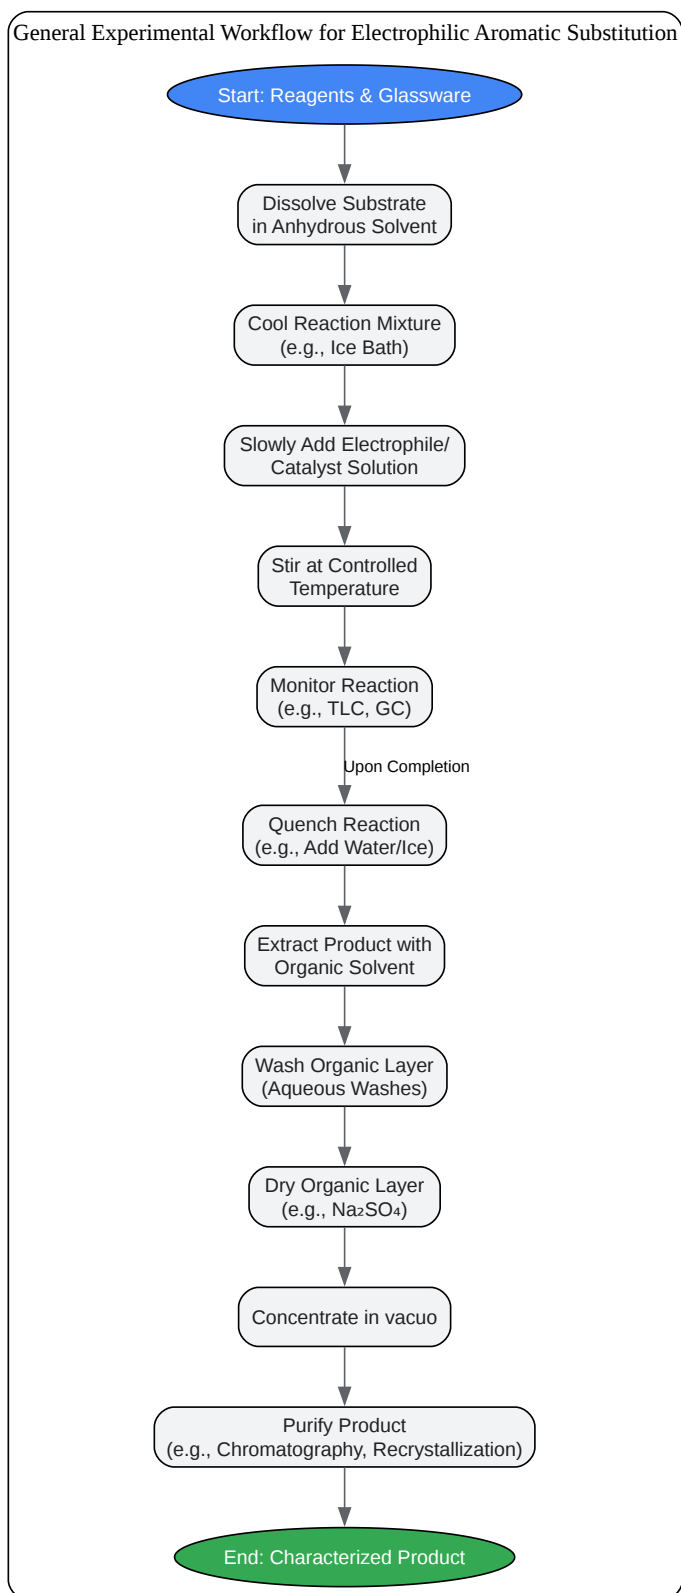 General Experimental Workflow for Electrophilic Aromatic Substitution
Start: Reagents & Glassware
Dissolve Substrate
in Anhydrous Solvent
Cool Reaction Mixture
(e.g., Ice Bath)
Slowly Add Electrophile/
Catalyst Solution
Stir at Controlled
Temperature
Monitor Reaction
(e.g., TLC, GC)
Upon Completion
Quench Reaction
(e.g., Add Water/Ice)
Extract Product with
Organic Solvent
Wash Organic Layer
(Aqueous Washes)
Dry Organic Layer
(e.g., Na₂SO₄)
Concentrate in vacuo
Purify Product
(e.g., Chromatography, Recrystallization)
End: Characterized Product